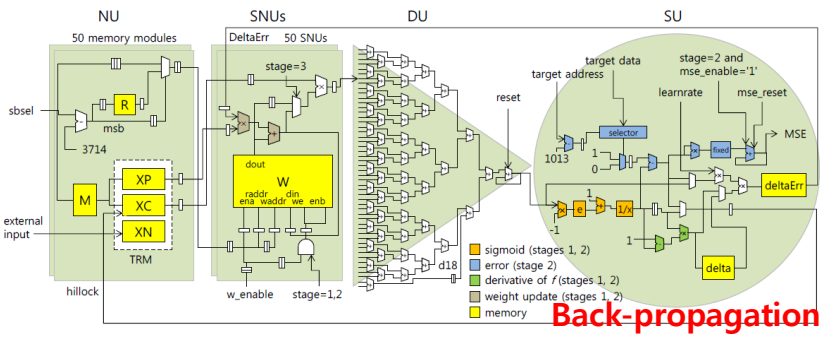 NU
SNUs
DU
SU
50 memory modules
DeltaErr
50 SNUs
stage=3
target address
target data
stage=2 and
mse_enable='1'
learnrate
mse_reset
sbsel
R
msb
3714
reset
selector
fixed
MSE
1013
1
0
dout
W
raddr
din
ena
waddr
we
enb
M
XP
XC
XN
TRM
external
input
hillock
w_enable
stage=1,2
d18
-1
e
1
1/x
deltaErr
1
delta
sigmoid (stages 1, 2)
error (stage 2)
derivative of f (stages 1, 2)
weight update (stages 1, 2)
memory
Back-propagation